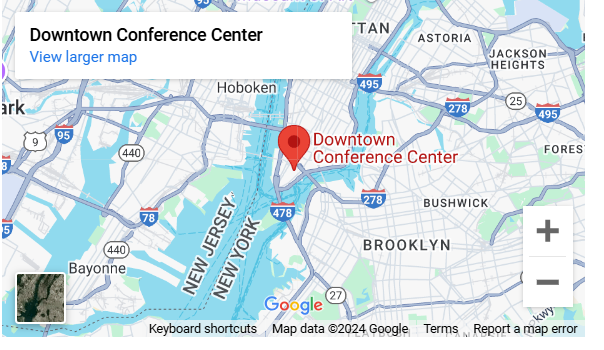 Downtown Conference Center
View larger map
TTAN
ASTORIA
JACKSON
HEIGHTS
Hoboken
495
278
25
495
ark
95
9
440
Downtown
Conference Center
FORES
95
278
BUSHWICK
78
478
NEW JERSEY
NEW YORK
BROOKLYN
440
Bayonne
27
Google
kwy
Keyboard shortcuts
Map data ©2024 Google
Terms
Report a map error